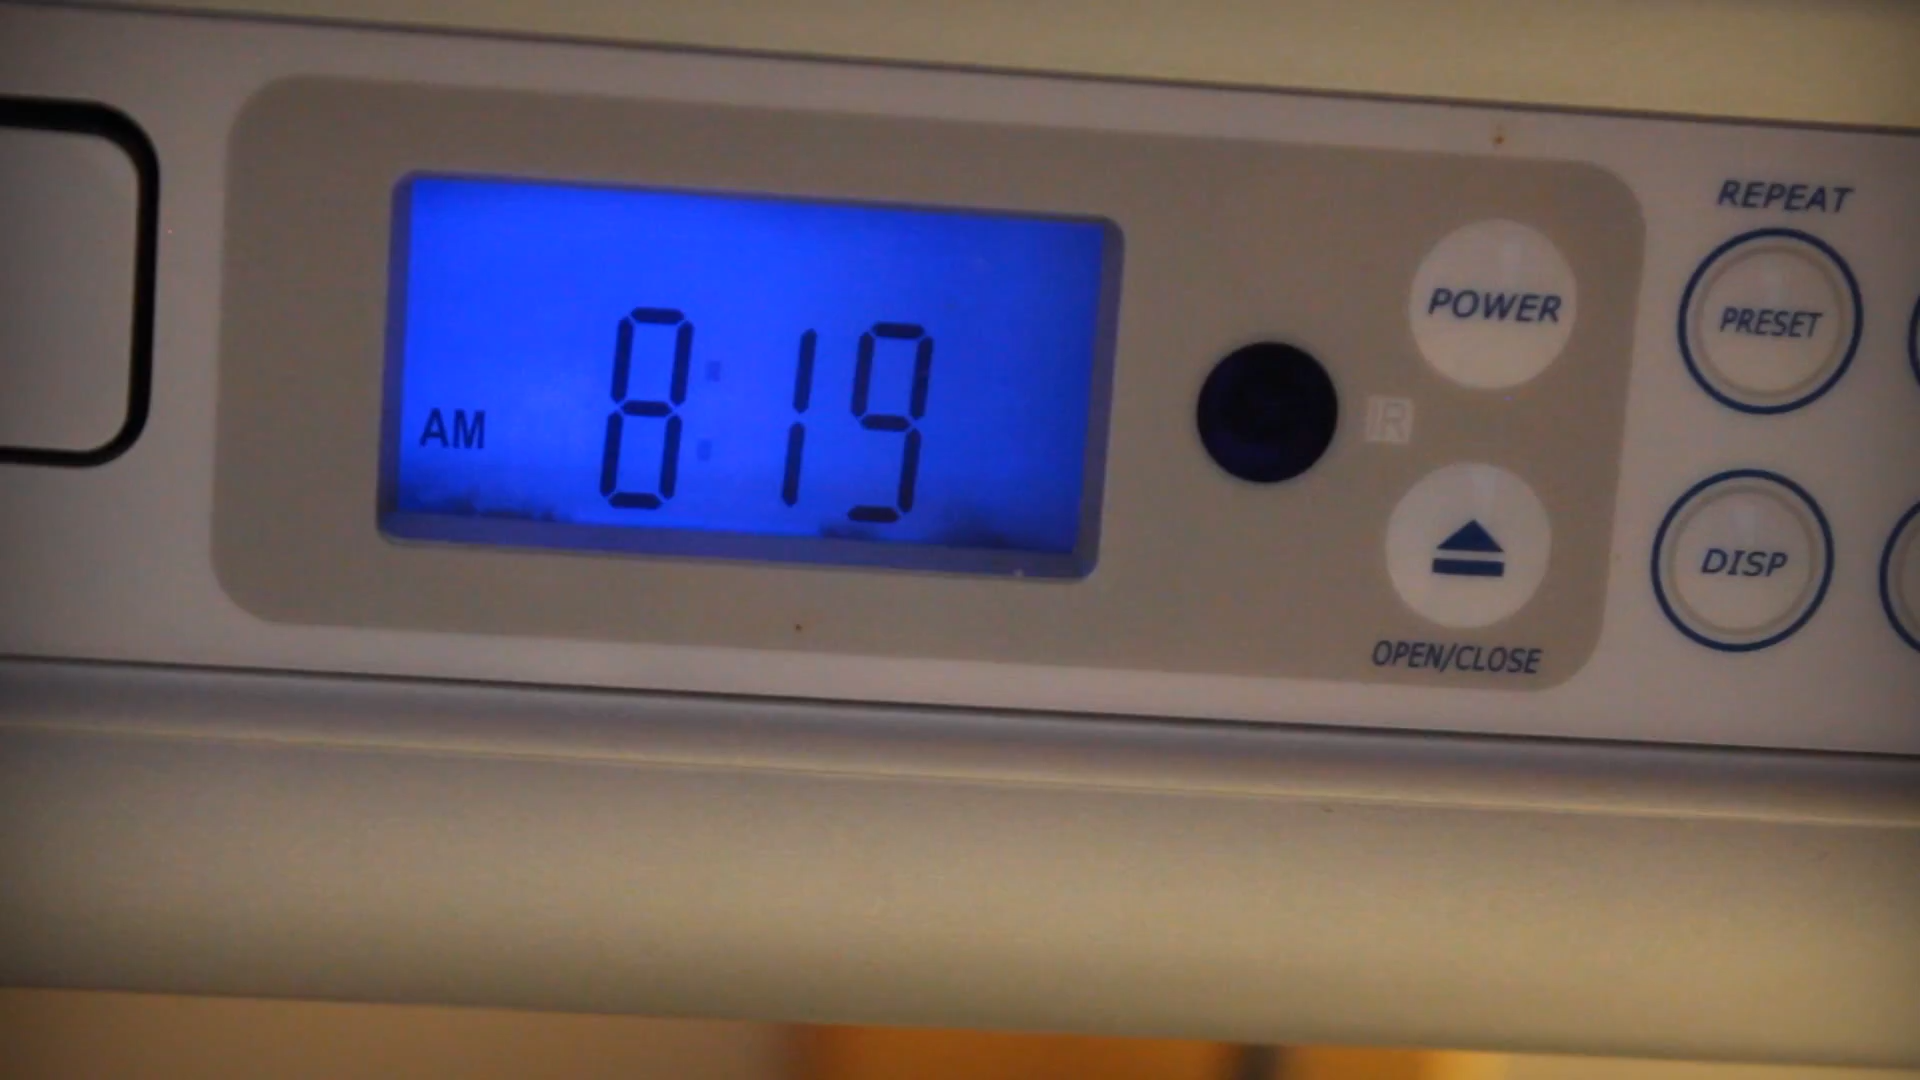 AM 8:19
IR
POWER
OPEN/CLOSE
REPEAT
PRESET
DISP